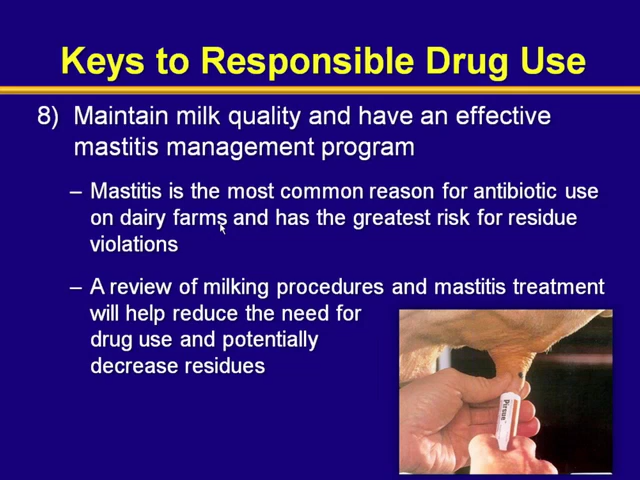 Keys to Responsible Drug Use
8) Maintain milk quality and have an effective
mastitis management program
– Mastitis is the most common reason for antibiotic use
on dairy farms and has the greatest risk for residue
violations
– A review of milking procedures and mastitis treatment
will help reduce the need for
drug use and potentially
decrease residues
Pirsue